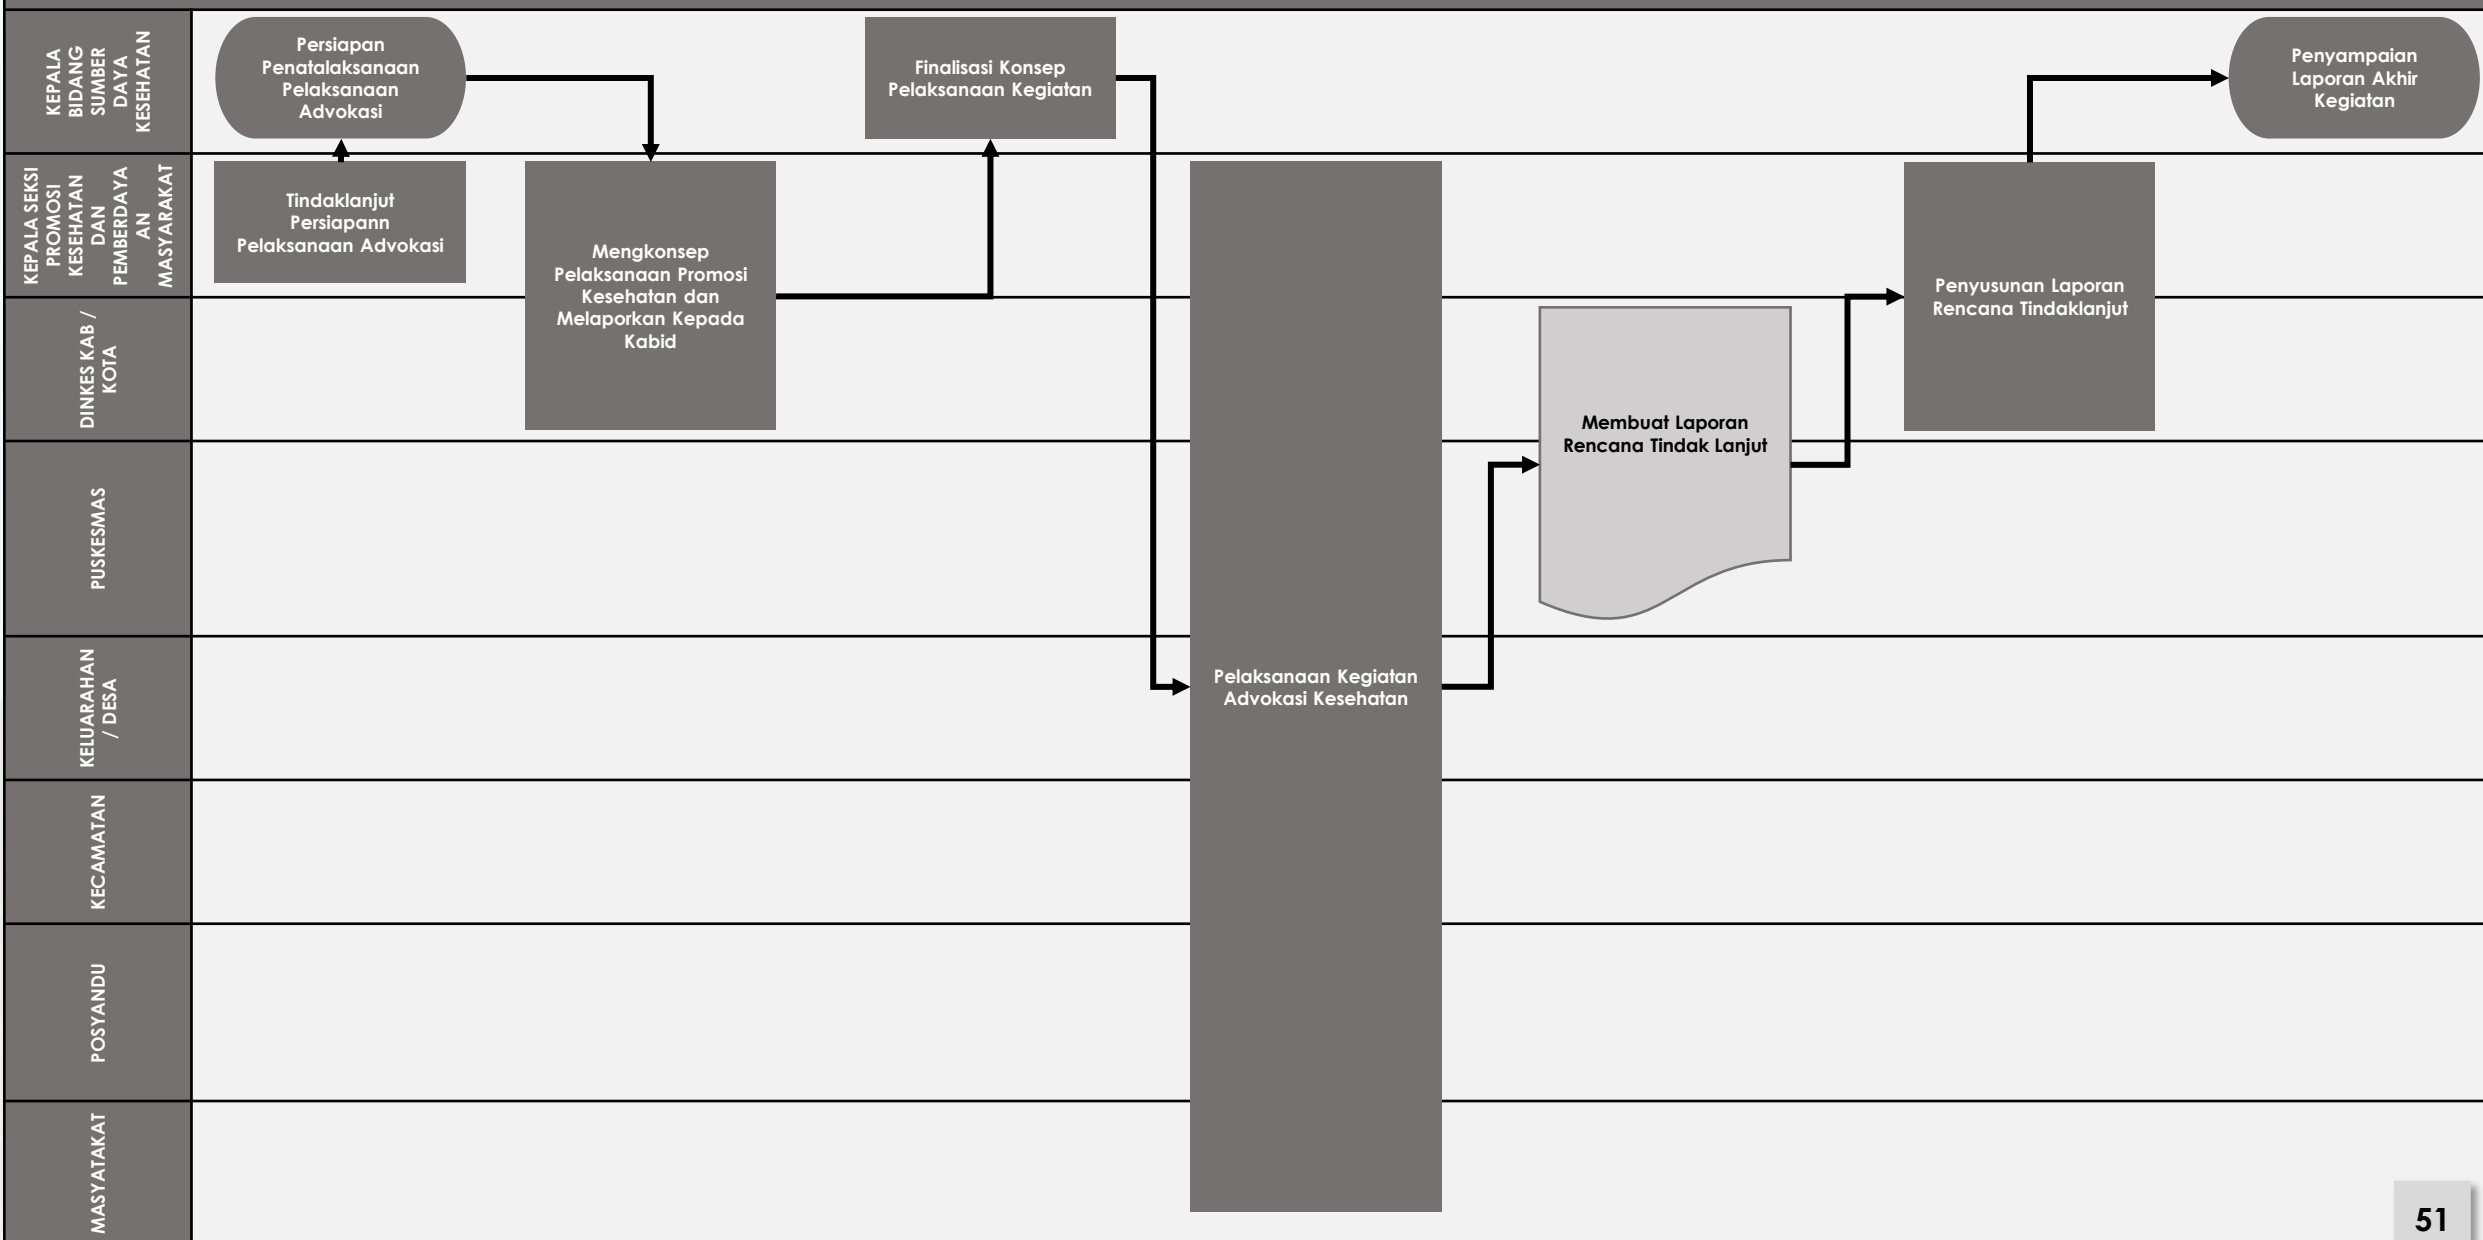 KEPALA
BIDANG
SUMBER
DAYA
KESEHATAN
Persiapan
Penatalaksanaan
Pelaksanaan
Advokasi
Finalisasi Konsep
Pelaksanaan Kegiatan
Penyampaian
Laporan Akhir
Kegiatan
KEPALA SEKSI
PROMOSI
KESEHATAN
DAN
PEMBERDAYA
AN
MASYARAKAT
Tindaklanjut
Persiapann
Pelaksanaan Advokasi
Mengkonsep
Pelaksanaan Promosi
Kesehatan dan
Melaporkan Kepada
Kabid
Penyusunan Laporan
Rencana Tindaklanjut
DINKES KAB /
KOTA
Membuat Laporan
Rencana Tindak Lanjut
PUSKESMAS
KELUARAHAN
/ DESA
Pelaksanaan Kegiatan
Advokasi Kesehatan
KECAMATAN
POSYANDU
MASYATAKAT
51